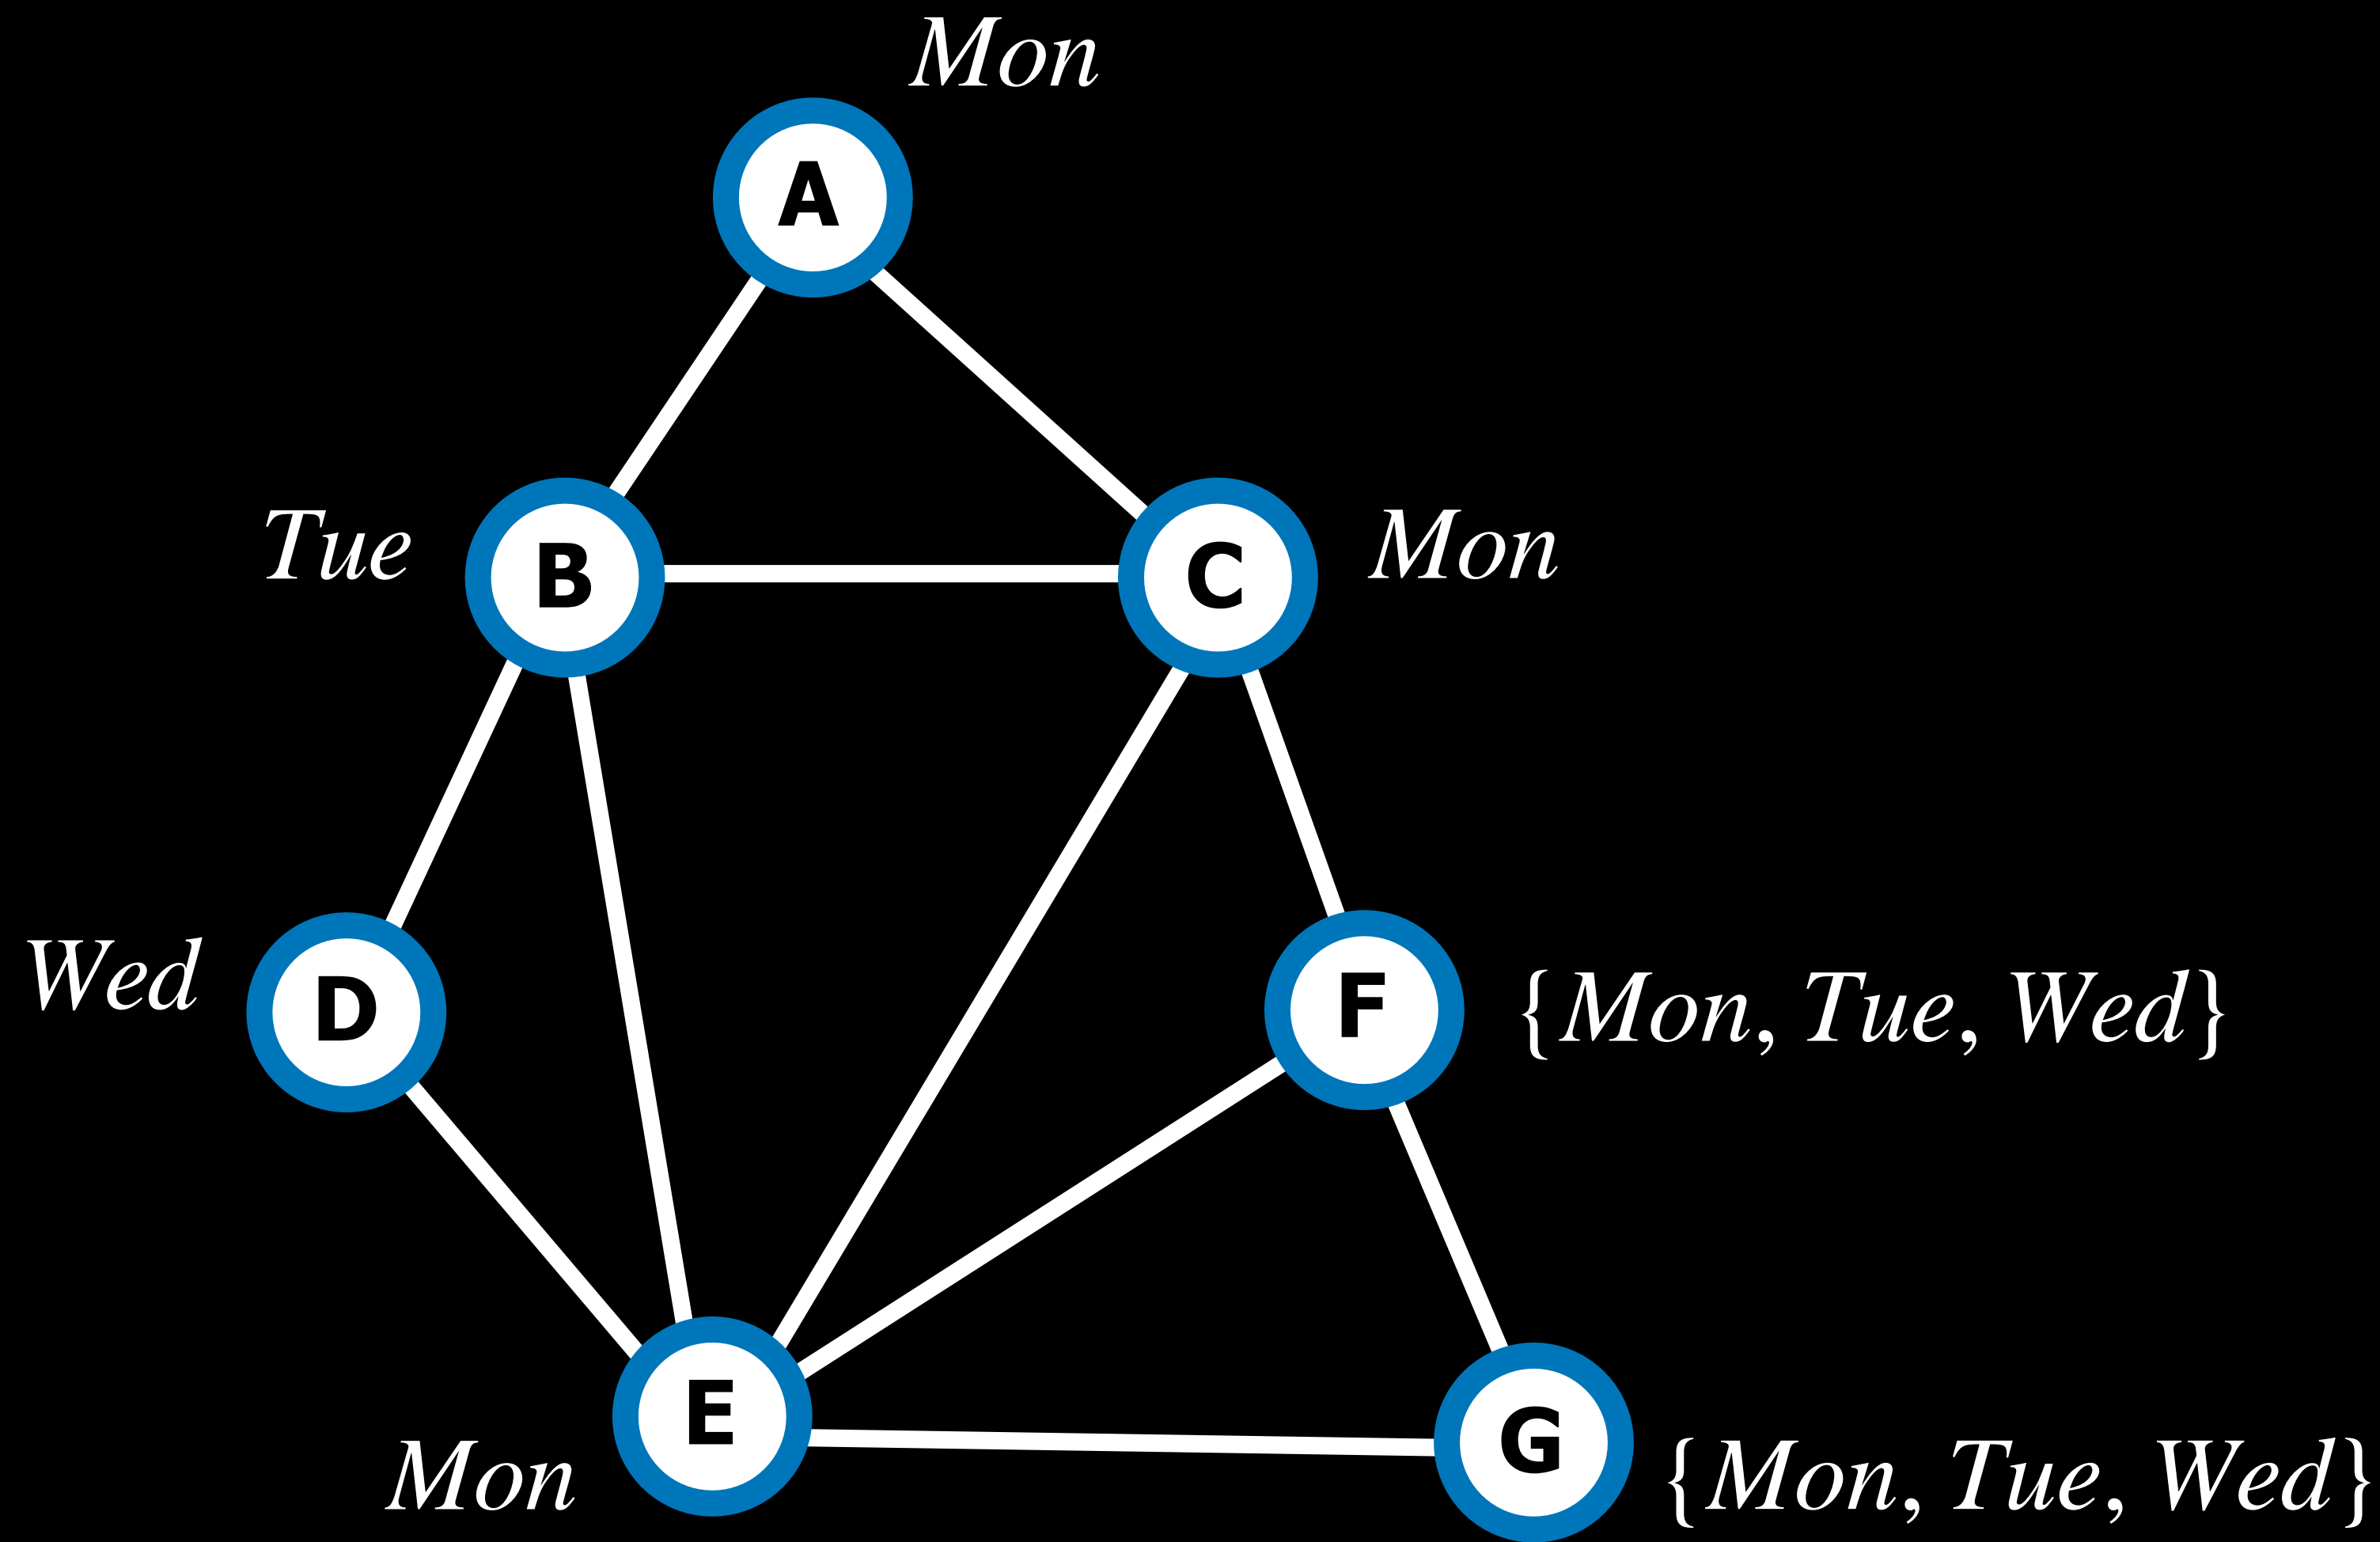 Mon
A
Tue
B
C
Mon
Wed
D
F
{Mon, Tue, Wed}
E
Mon
G
{Mon, Tue, Wed}